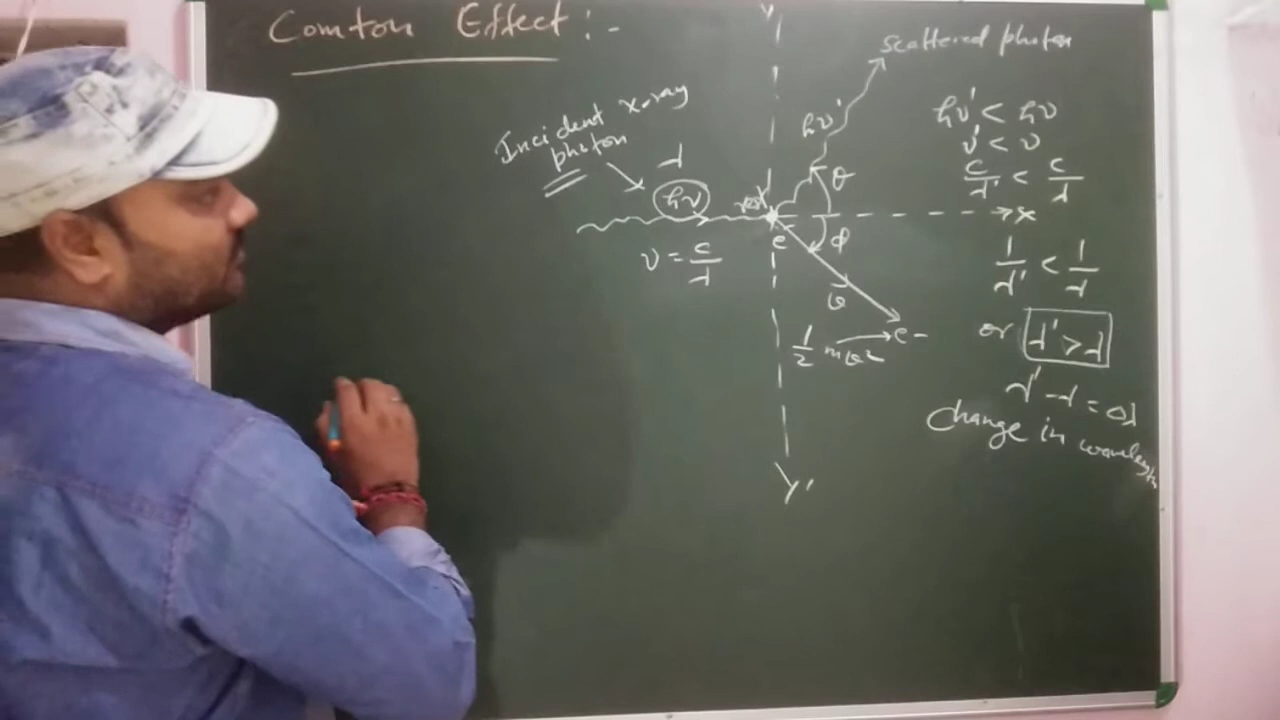 Comton Effect :-
Y
scattered photon
Incident x-ray
photon
λ
hν
ν = c/λ
rest
e
hν'
θ
ϕ
x
v
e-
1/2 mv2
Y'
hν' < hν
ν' < ν
c/λ' < c/λ
1/λ' < 1/λ
or λ' > λ
λ' - λ = Δλ
Change in wavelength